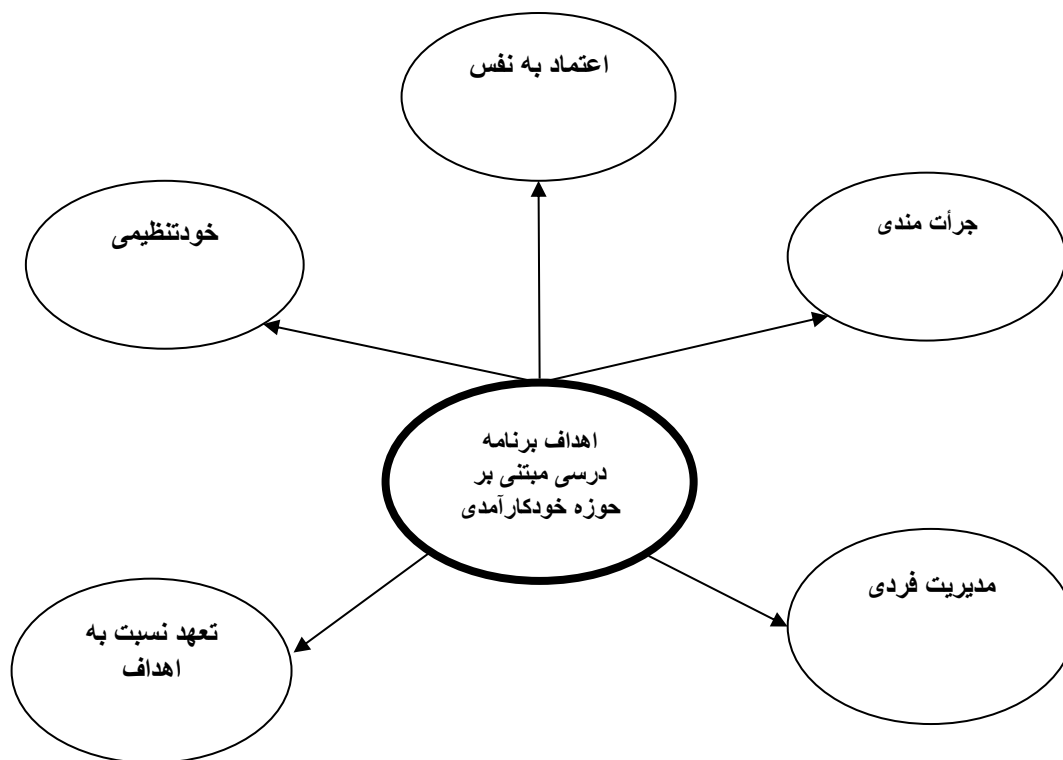 اعتماد به نفس
جرأت مندی
خودتنظیمی
اهداف برنامه
درسی مبتنی بر
حوزه خودکارآمدی
مدیریت فردی
تعهد نسبت به
اهداف